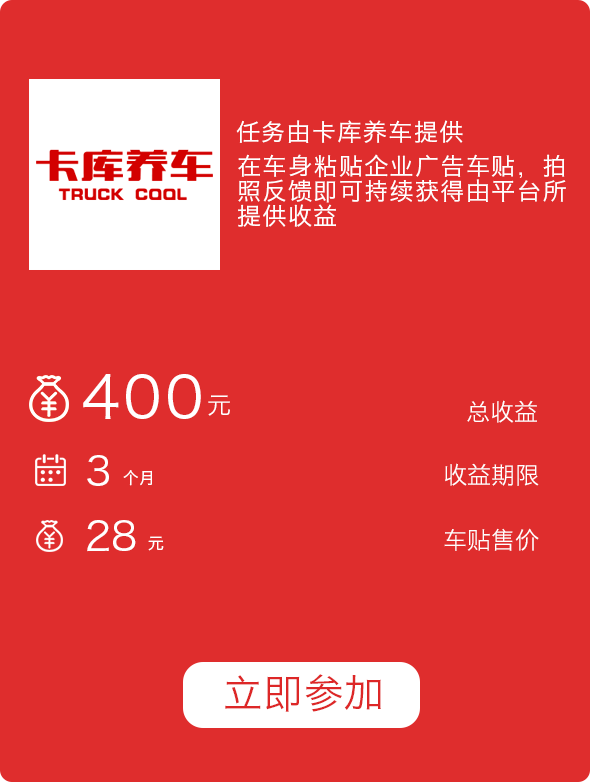 卡库养车
TRUCK COOL
任务由卡库养车提供
在车身粘贴企业广告车贴，拍
照反馈即可持续获得由平台所
提供收益
400元 总收益
3 个月 收益期限
28 元 车贴售价
立即参加